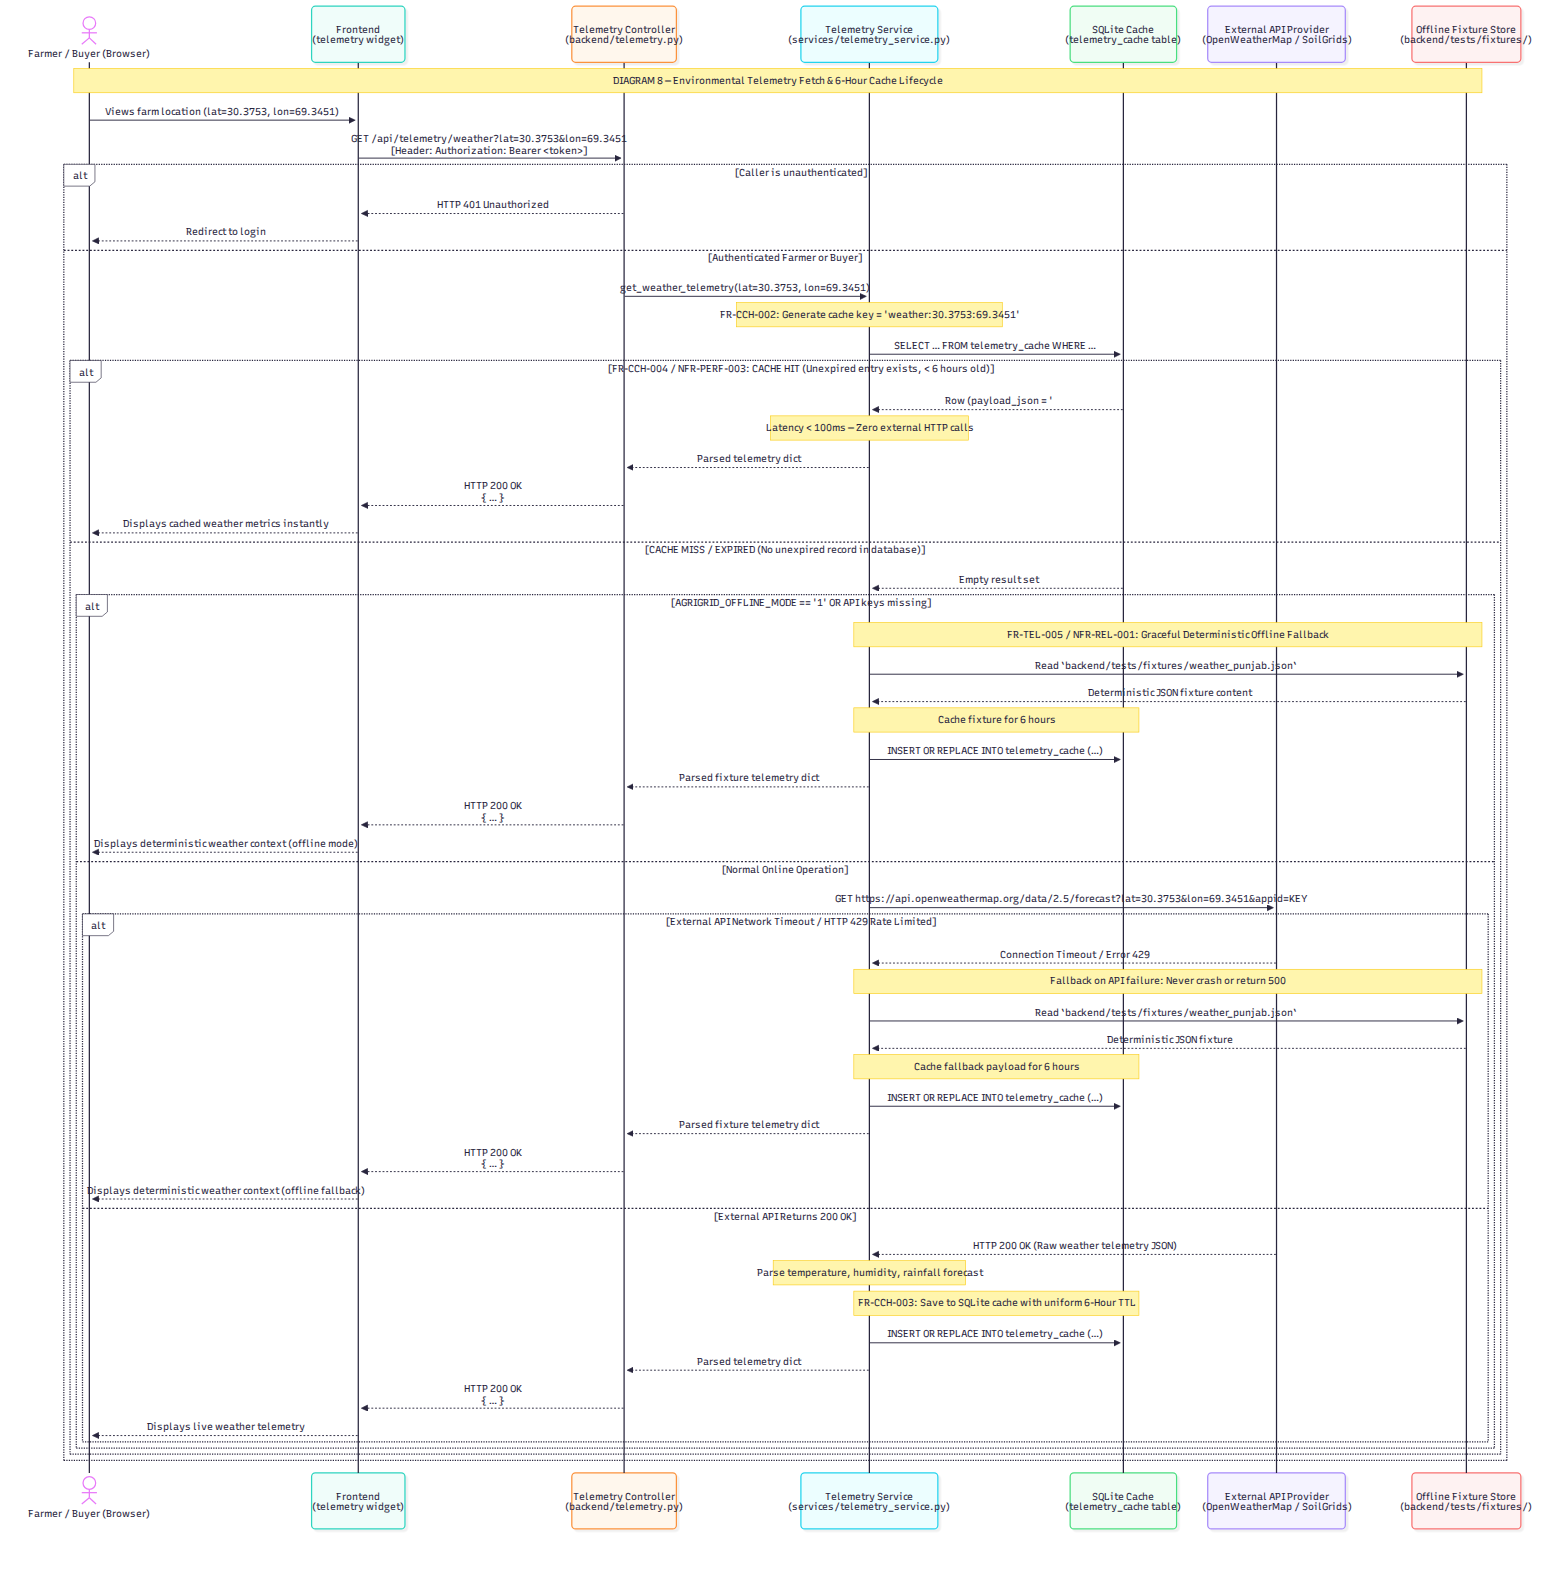 Farmer / Buyer (Browser)
Frontend
(telemetry widget)
Telemetry Controller
(backend/telemetry.py)
Telemetry Service
(services/telemetry_service.py)
SQLite Cache
(telemetry_cache table)
External API Provider
(OpenWeatherMap / SoilGrids)
Offline Fixture Store
(backend/tests/fixtures/)
DIAGRAM 8 — Environmental Telemetry Fetch & 6-Hour Cache Lifecycle
Views farm location (lat=30.3753, lon=69.3451)
GET /api/telemetry/weather?lat=30.3753&lon=69.3451
[Header: Authorization: Bearer <token>]
alt
[Caller is unauthenticated]
HTTP 401 Unauthorized
Redirect to login
[Authenticated Farmer or Buyer]
get_weather_telemetry(lat=30.3753, lon=69.3451)
FR-CCH-002: Generate cache key = 'weather:30.3753:69.3451'
SELECT ... FROM telemetry_cache WHERE ...
alt
[FR-CCH-004 / NFR-PERF-003: CACHE HIT (Unexpired entry exists, < 6 hours old)]
Row (payload_json = '
Latency < 100ms — Zero external HTTP calls
Parsed telemetry dict
HTTP 200 OK
{ ... }
Displays cached weather metrics instantly
[CACHE MISS / EXPIRED (No unexpired record in database)]
Empty result set
alt
[AGRIGRID_OFFLINE_MODE == '1' OR API keys missing]
FR-TEL-005 / NFR-REL-001: Graceful Deterministic Offline Fallback
Read `backend/tests/fixtures/weather_punjab.json`
Deterministic JSON fixture content
Cache fixture for 6 hours
INSERT OR REPLACE INTO telemetry_cache (...)
Parsed fixture telemetry dict
HTTP 200 OK
{ ... }
Displays deterministic weather context (offline mode)
[Normal Online Operation]
GET https://api.openweathermap.org/data/2.5/forecast?lat=30.3753&lon=69.3451&appid=KEY
alt
[External API Network Timeout / HTTP 429 Rate Limited]
Connection Timeout / Error 429
Fallback on API failure: Never crash or return 500
Read `backend/tests/fixtures/weather_punjab.json`
Deterministic JSON fixture
Cache fallback payload for 6 hours
INSERT OR REPLACE INTO telemetry_cache (...)
Parsed fixture telemetry dict
HTTP 200 OK
{ ... }
Displays deterministic weather context (offline fallback)
[External API Returns 200 OK]
HTTP 200 OK (Raw weather telemetry JSON)
Parse temperature, humidity, rainfall forecast
FR-CCH-003: Save to SQLite cache with uniform 6-Hour TTL
INSERT OR REPLACE INTO telemetry_cache (...)
Parsed telemetry dict
HTTP 200 OK
{ ... }
Displays live weather telemetry
Farmer / Buyer (Browser)
Frontend
(telemetry widget)
Telemetry Controller
(backend/telemetry.py)
Telemetry Service
(services/telemetry_service.py)
SQLite Cache
(telemetry_cache table)
External API Provider
(OpenWeatherMap / SoilGrids)
Offline Fixture Store
(backend/tests/fixtures/)